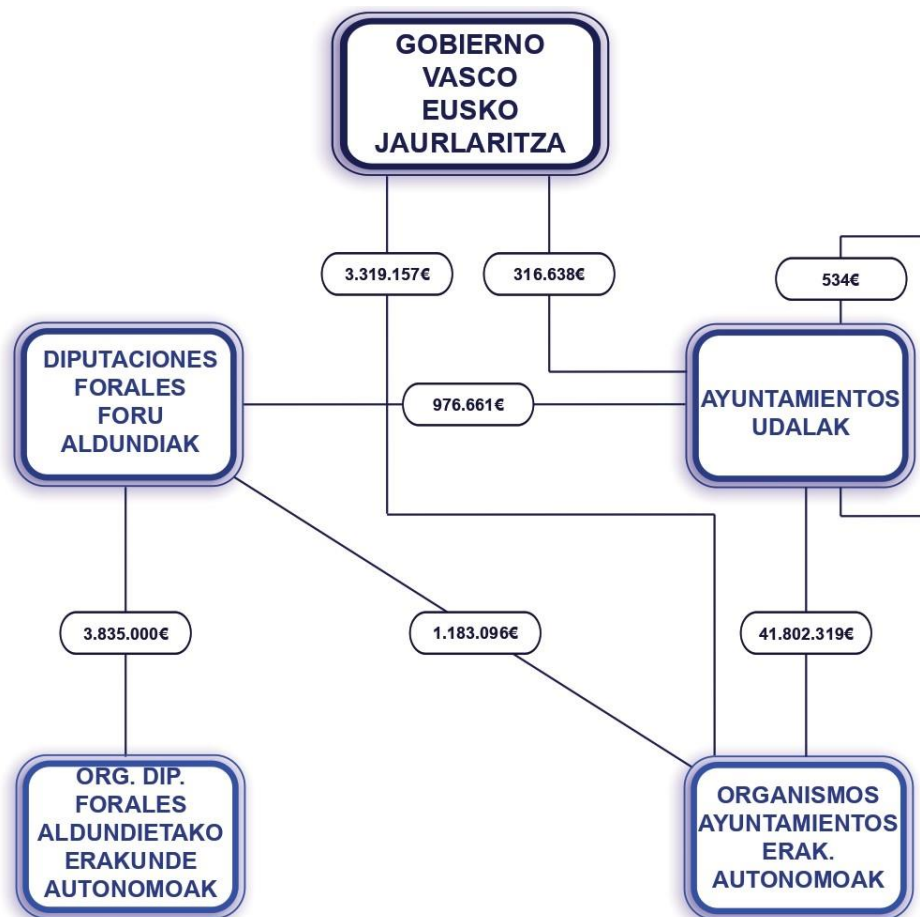 GOBIERNO
VASCO
EUSKO
JAURLARITZA
3.319.157€
316.638€
534€
DIPUTACIONES
FORALES
FORU
ALDUNDIAK
976.661€
AYUNTAMIENTOS
UDALAK
3.835.000€
1.183.096€
41.802.319€
ORG. DIP.
FORALES
ALDUNDIETAKO
ERAKUNDE
AUTONOMOAK
ORGANISMOS
AYUNTAMIENTOS
ERAK.
AUTONOMOAK